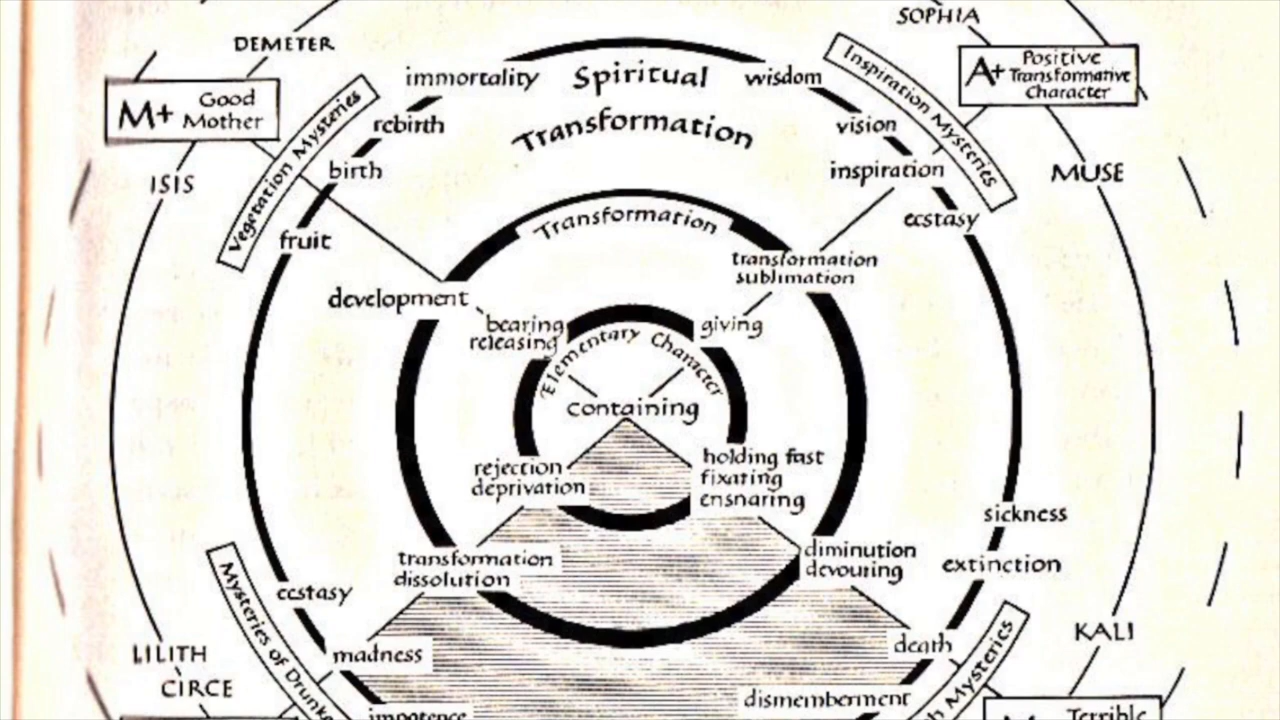 SOPHIA
DEMETER
A+ Positive
Transformative
Character
M+ Good
Mother
Inspiration Mysteries
Vegetation Mysteries
immortality
Spiritual
wisdom
rebirth
Transformation
vision
birth
inspiration
ISIS
MUSE
fruit
ecstasy
Transformation
transformation
sublimation
development
bearing
releasing
giving
Elementary Character
containing
rejection
deprivation
holding fast
fixating
ensnaring
sickness
transformation
dissolution
diminution
devouring
extinction
ecstasy
Mysteries of
KALI
LILITH
madness
death
Mysteries
CIRCE
dismemberment
impotence
Terrible